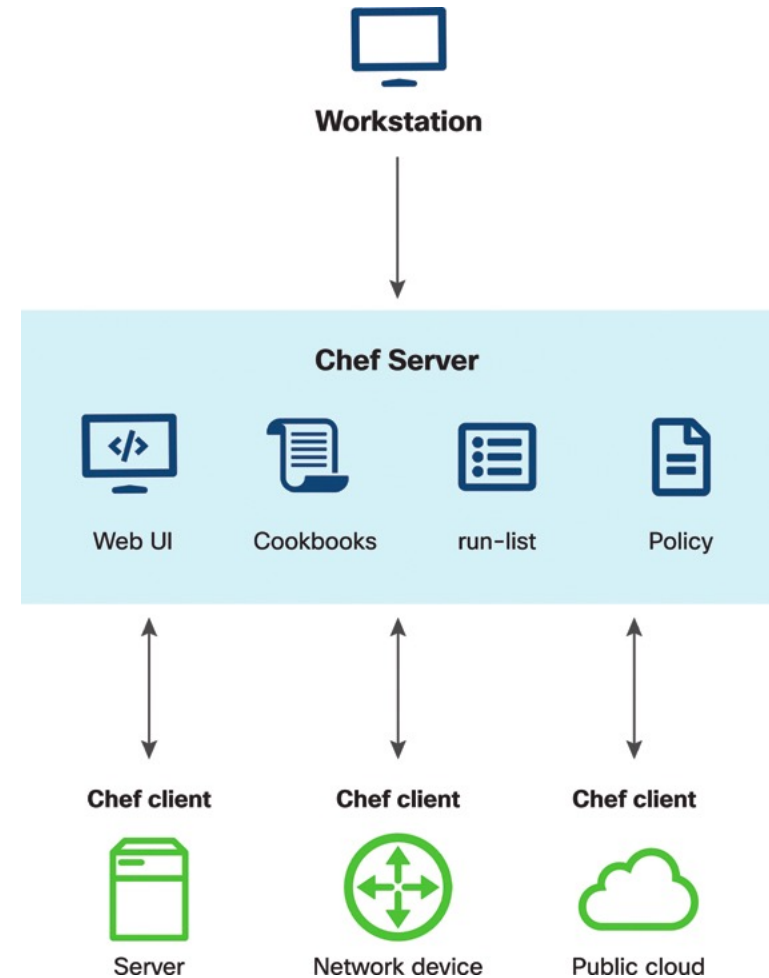 Workstation
Chef Server
</>
Web UI
Cookbooks
run-list
Policy
Chef client
Chef client
Chef client
Server
Network device
Public cloud